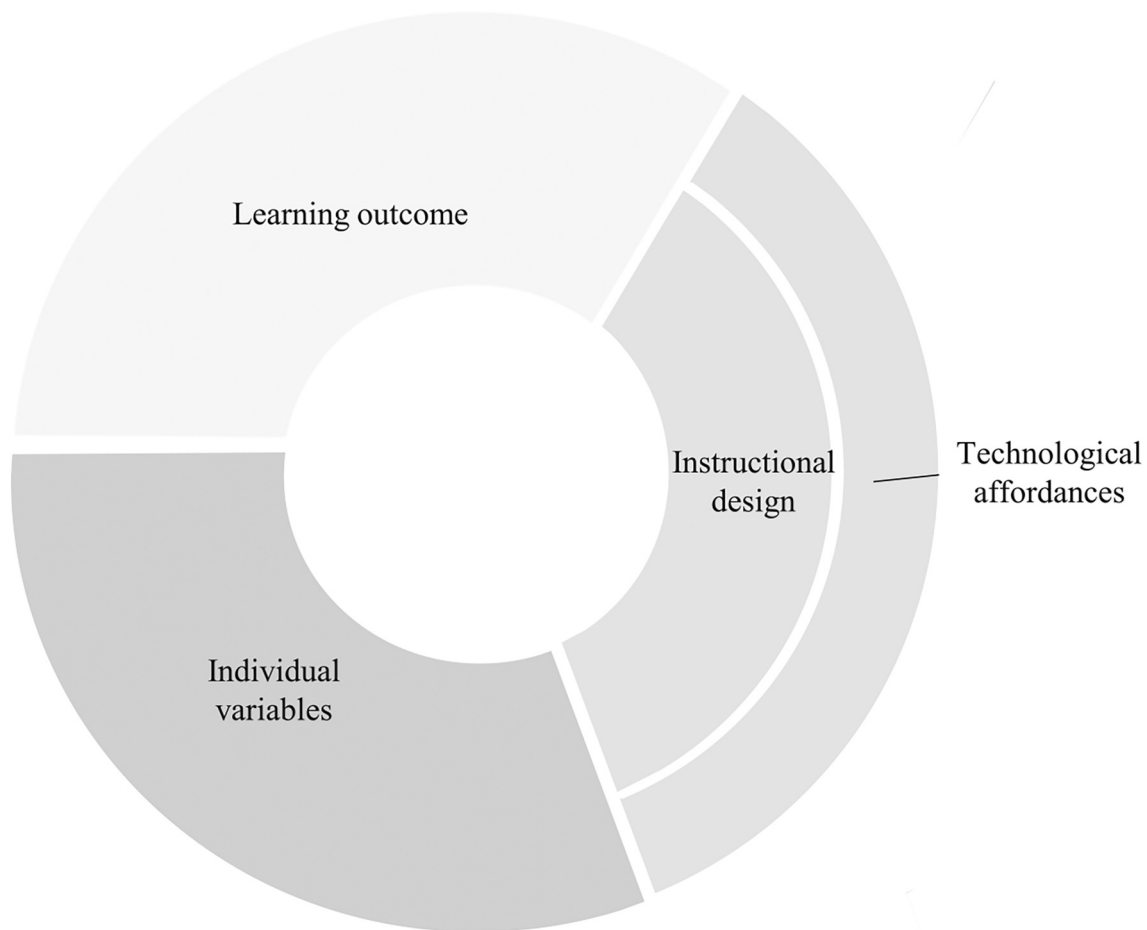 Learning outcome
Instructional
design
Technological
affordances
Individual
variables